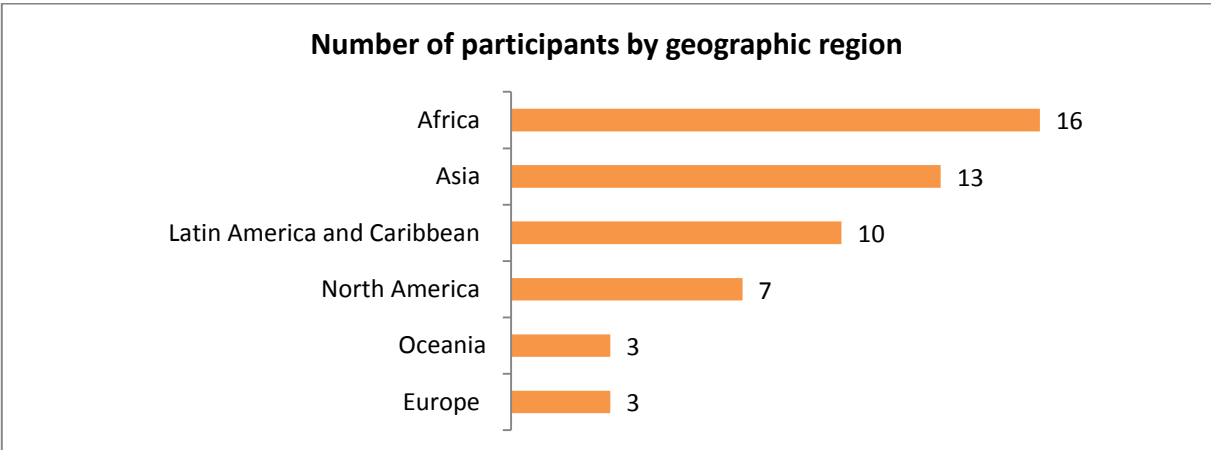 Number of participants by geographic region
Africa 16
Asia 13
Latin America and Caribbean 10
North America 7
Oceania 3
Europe 3